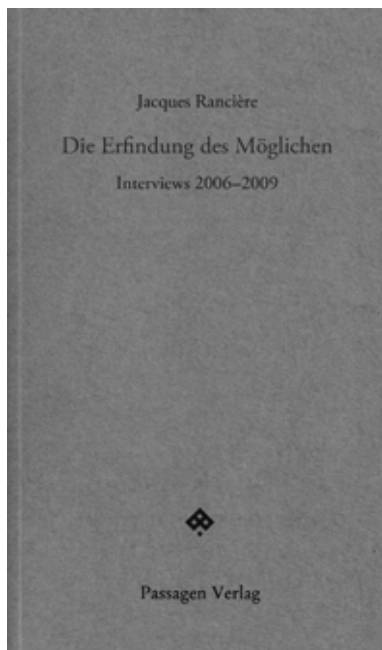 Jacques Rancière
Die Erfindung des Möglichen
Interviews 2006–2009
Passagen Verlag